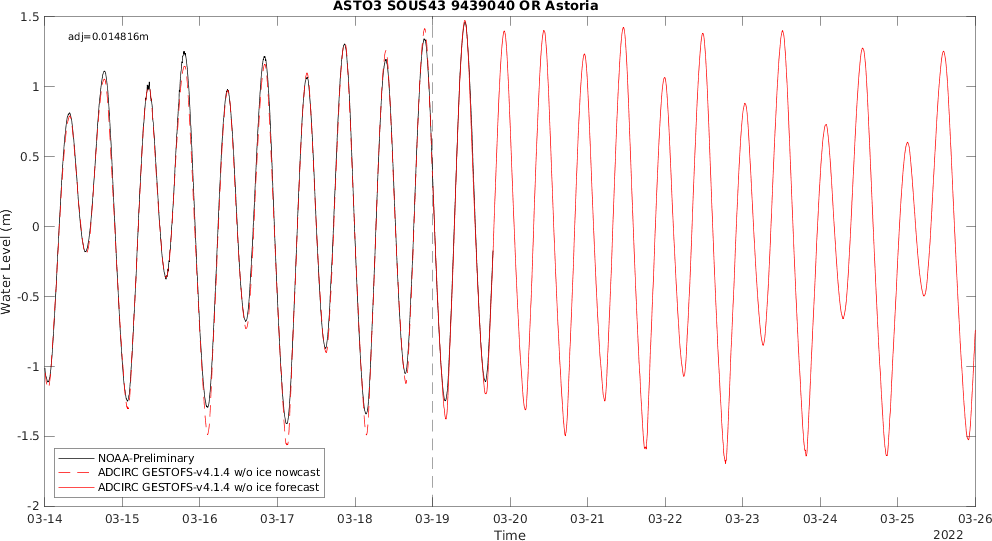 ASTO3 SOUS43 9439040 OR Astoria
adj=0.014816m
Water Level (m)
1.5
1
0.5
0
-0.5
-1
-1.5
-2
NOAA-Preliminary
ADCIRC GESTOFS-v4.1.4 w/o ice nowcast
ADCIRC GESTOFS-v4.1.4 w/o ice forecast
03-14 03-15 03-16 03-17 03-18 03-19 03-20 03-21 03-22 03-23 03-24 03-25 03-26
Time
2022